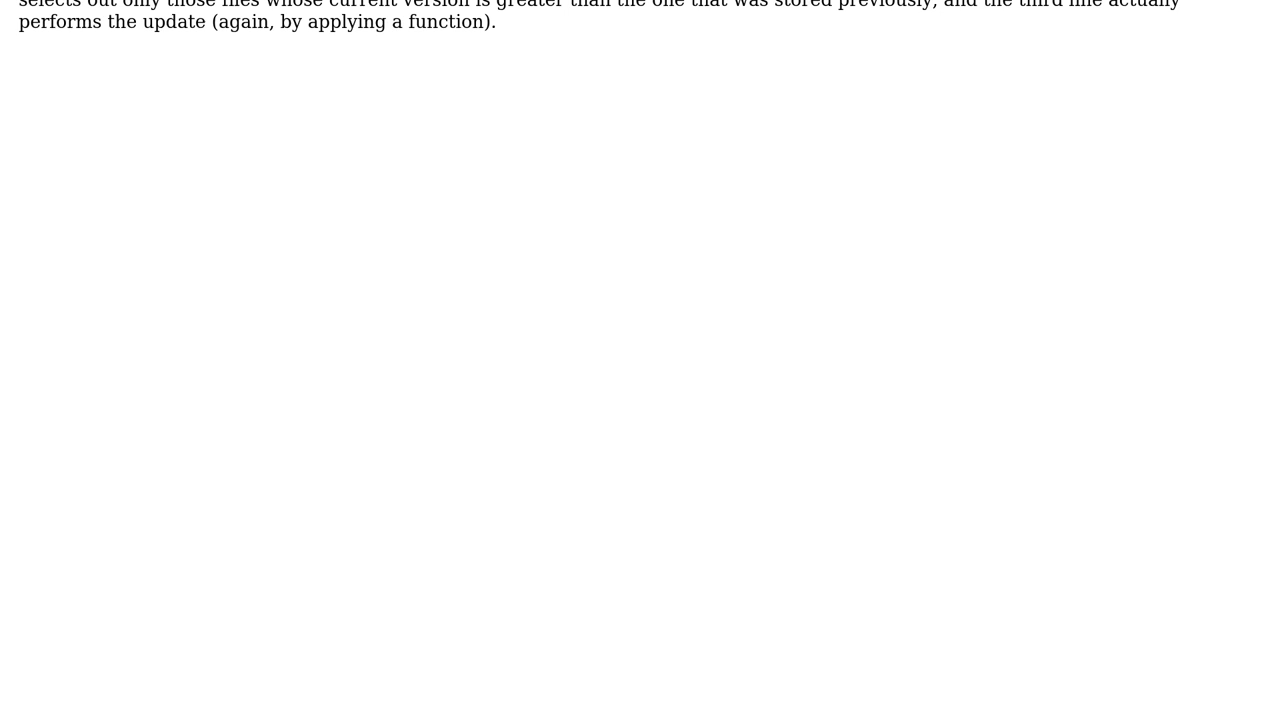 selects out only those files whose current version is greater than the one that was stored previously, and the third line actually
performs the update (again, by applying a function).